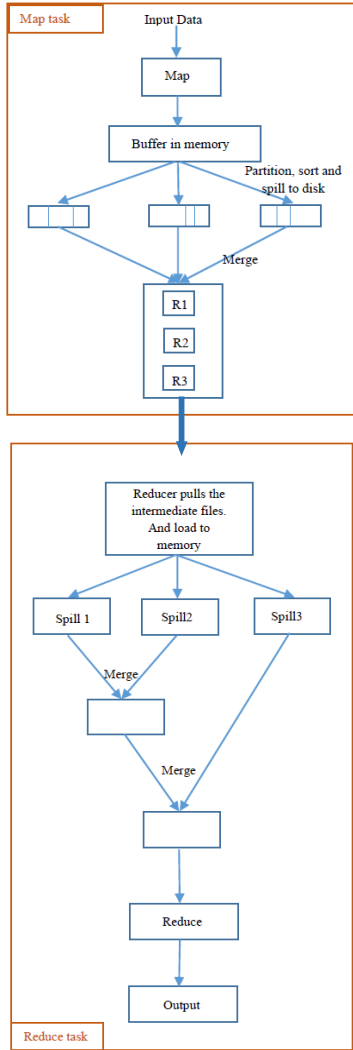 Map task
Input Data
Map
Buffer in memory
Partition, sort and
spill to disk
Merge
R1
R2
R3
Reducer pulls the
intermediate files.
And load to
memory
Spill 1
Spill2
Spill3
Merge
Merge
Reduce
Output
Reduce task